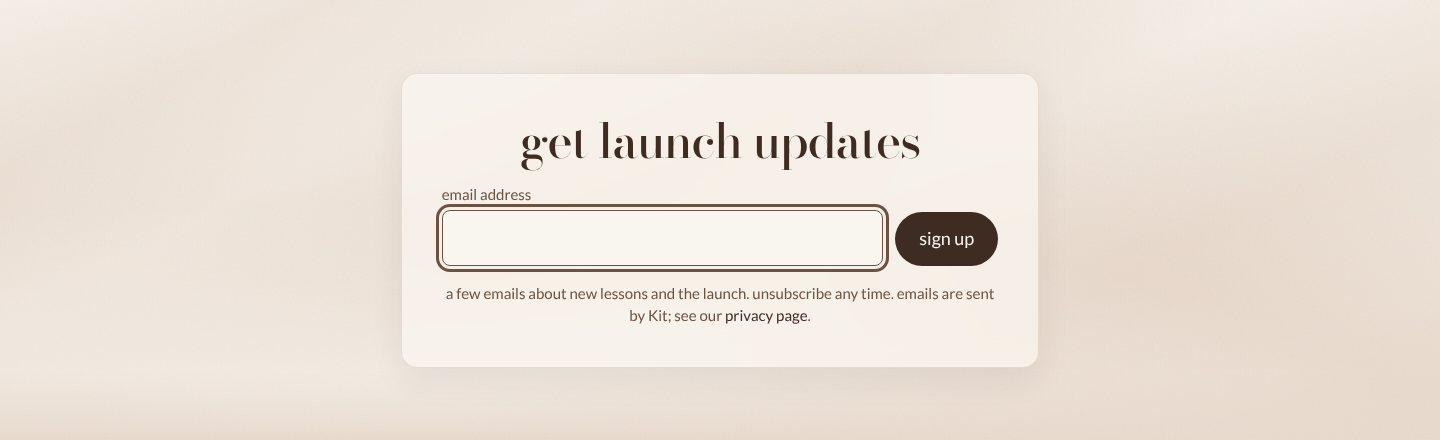 get launch updates
email address
sign up
a few emails about new lessons and the launch. unsubscribe any time. emails are sent
by Kit; see our privacy page.